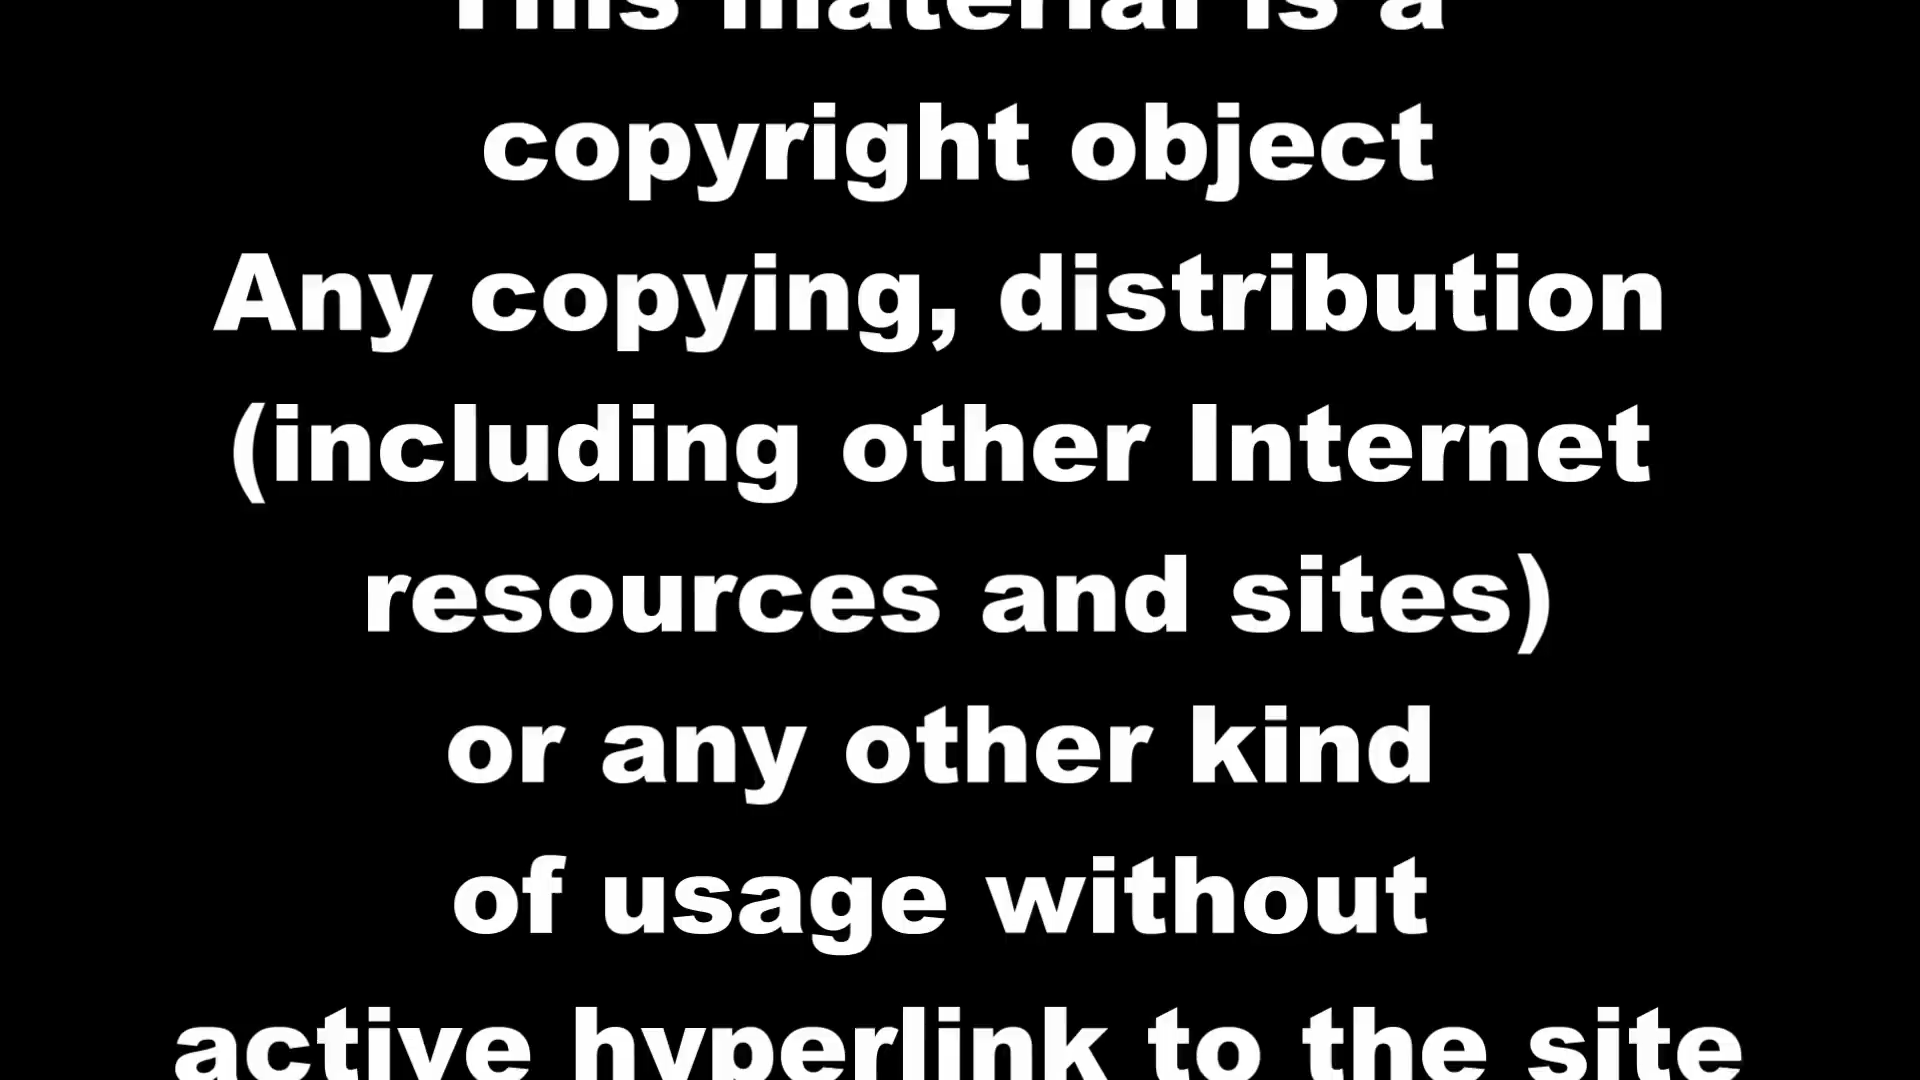 This material is a
copyright object
Any copying, distribution
(including other Internet
resources and sites)
or any other kind
of usage without
active hyperlink to the site